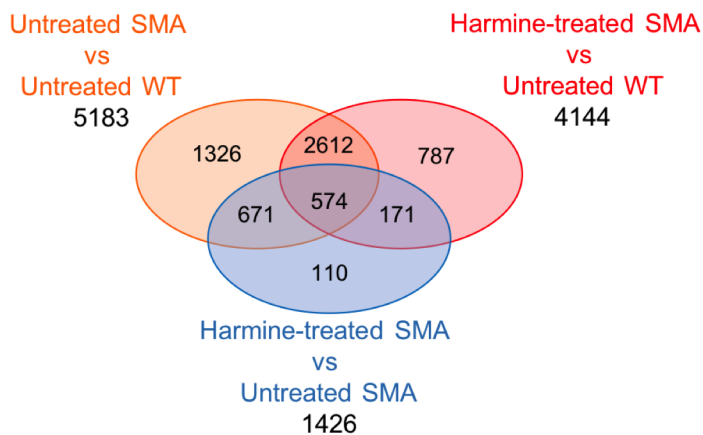 Untreated SMA
vs
Untreated WT
5183
Harmine-treated SMA
vs
Untreated WT
4144
1326
2612
787
671
574
171
110
Harmine-treated SMA
vs
Untreated SMA
1426